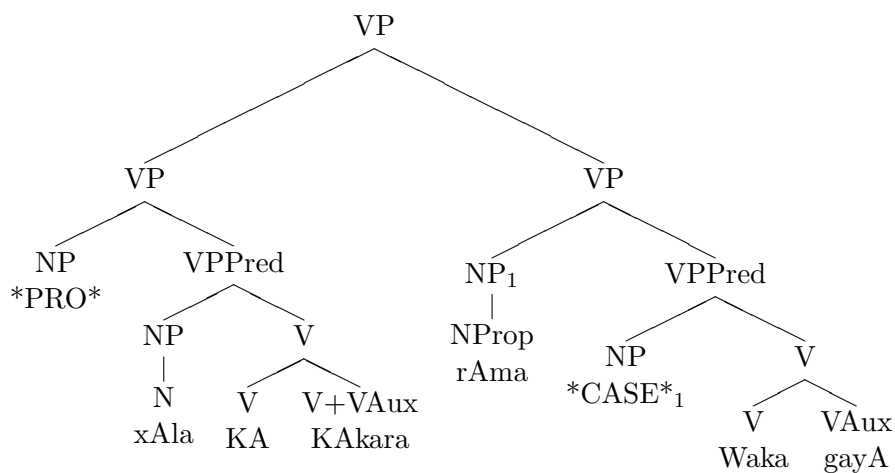 VP
VP VP
NP VPPred NP₁ VPPred
*PRO*
NP V NProp NP V
rAma *CASE*₁
N V V+VAux V VAux
xAla KA KAkara Waka gayA